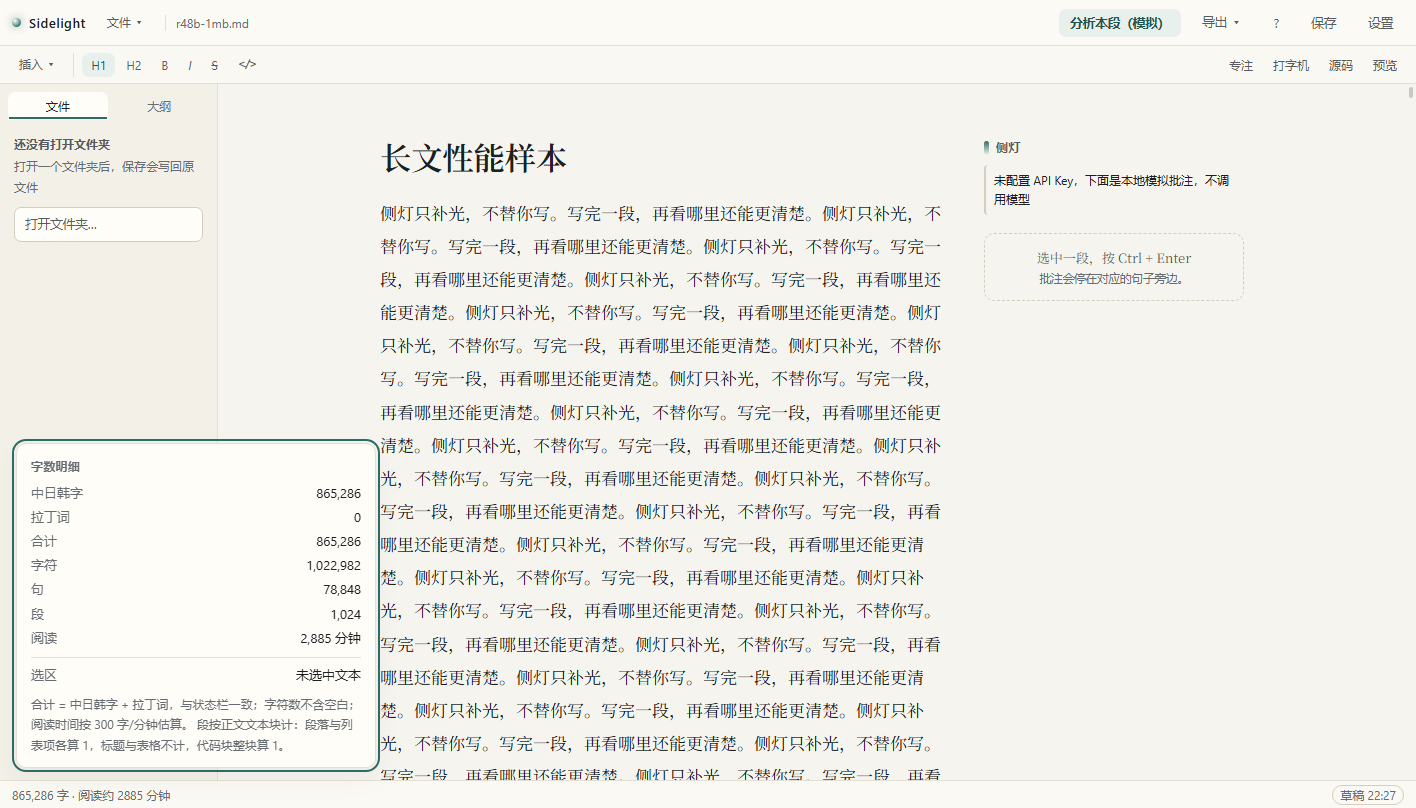 Sidelight 文件 r48b-1mb.md 分析本段（模拟） 导出 ? 保存 设置
插入 H1 H2 B I S </> 专注 打字机 源码 预览
文件 大纲
还没有打开文件夹
打开一个文件夹后，保存会写回原
文件
打开文件夹...
长文性能样本
侧灯只补光，不替你写。写完一段，再看哪里还能更清楚。侧灯只补光，不
替你写。写完一段，再看哪里还能更清楚。侧灯只补光，不替你写。写完一
段，再看哪里还能更清楚。侧灯只补光，不替你写。写完一段，再看哪里还
能更清楚。侧灯只补光，不替你写。写完一段，再看哪里还能更清楚。侧灯
只补光，不替你写。写完一段，再看哪里还能更清楚。侧灯只补光，不替你
写。写完一段，再看哪里还能更清楚。侧灯只补光，不替你写。写完一段，
再看哪里还能更清楚。侧灯只补光，不替你写。写完一段，再看哪里还能更
清楚。侧灯只补光，不替你写。写完一段，再看哪里还能更清楚。侧灯只补
光，不替你写。写完一段，再看哪里还能更清楚。侧灯只补光，不替你写。
写完一段，再看哪里还能更清楚。侧灯只补光，不替你写。写完一段，再看
哪里还能更清楚。侧灯只补光，不替你写。写完一段，再看哪里还能更清
楚。侧灯只补光，不替你写。写完一段，再看哪里还能更清楚。侧灯只补
光，不替你写。写完一段，再看哪里还能更清楚。侧灯只补光，不替你写。
写完一段，再看哪里还能更清楚。侧灯只补光，不替你写。写完一段，再看
哪里还能更清楚。侧灯只补光，不替你写。写完一段，再看哪里还能更清
楚。侧灯只补光，不替你写。写完一段，再看哪里还能更清楚。侧灯只补
光，不替你写。写完一段，再看哪里还能更清楚。侧灯只补光，不替你写。
写完一段，再看哪里还能更清楚。侧灯只补光，不替你写。写完一段，再看
侧灯
未配置 API Key，下面是本地模拟批注，不调
用模型
选中一段，按 Ctrl + Enter
批注会停在对应的句子旁边。
字数明细
中日韩字 865,286
拉丁词 0
合计 865,286
字符 1,022,982
句 78,848
段 1,024
阅读 2,885 分钟
选区 未选中文本
合计 = 中日韩字 + 拉丁词，与状态栏一致；字符数不含空白；
阅读时间按 300 字/分钟估算。 段按正文文本块计：段落与列
表项各算 1，标题与表格不计，代码块整块算 1。
865,286 字 · 阅读约 2885 分钟 草稿 22:27